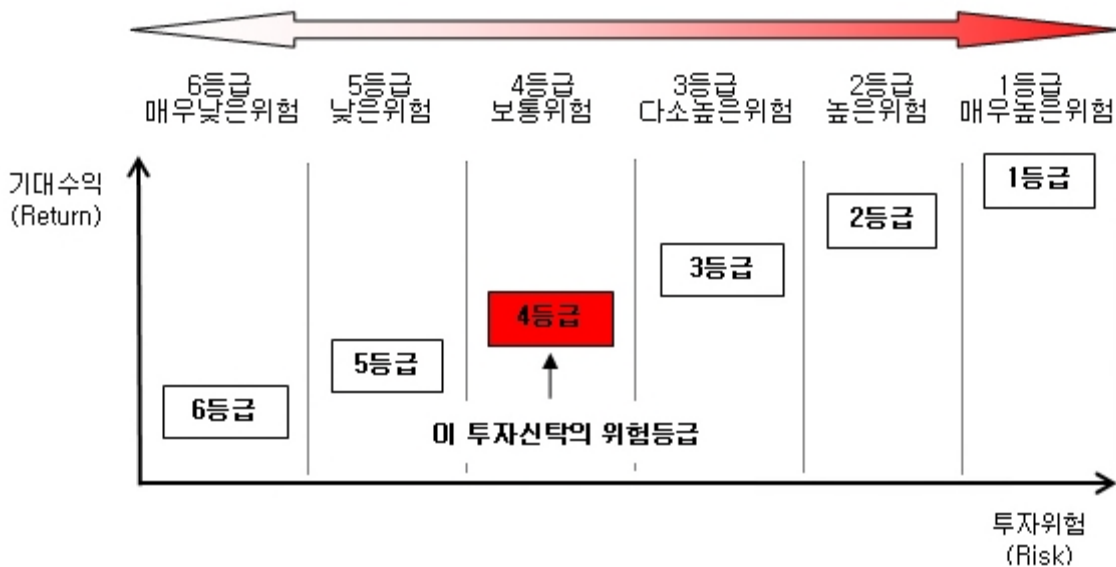 6등급
매우낮은위험
5등급
낮은위험
4등급
보통위험
3등급
다소높은위험
2등급
높은위험
1등급
매우높은위험
기대수익
(Return)
1등급
2등급
3등급
4등급
5등급
6등급
이 투자신탁의 위험등급
투자위험
(Risk)